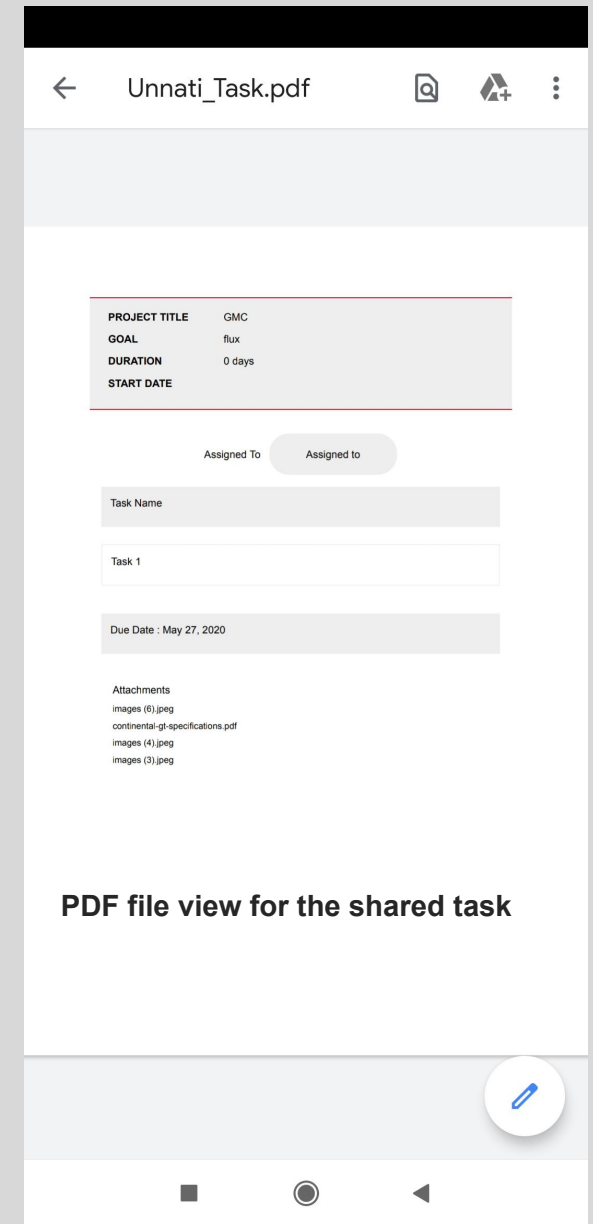 Unnati_Task.pdf
PROJECT TITLE GMC
GOAL flux
DURATION 0 days
START DATE
Assigned To Assigned to
Task Name
Task 1
Due Date : May 27, 2020
Attachments
images (6).jpeg
continental-gt-specifications.pdf
images (4).jpeg
images (3).jpeg
PDF file view for the shared task